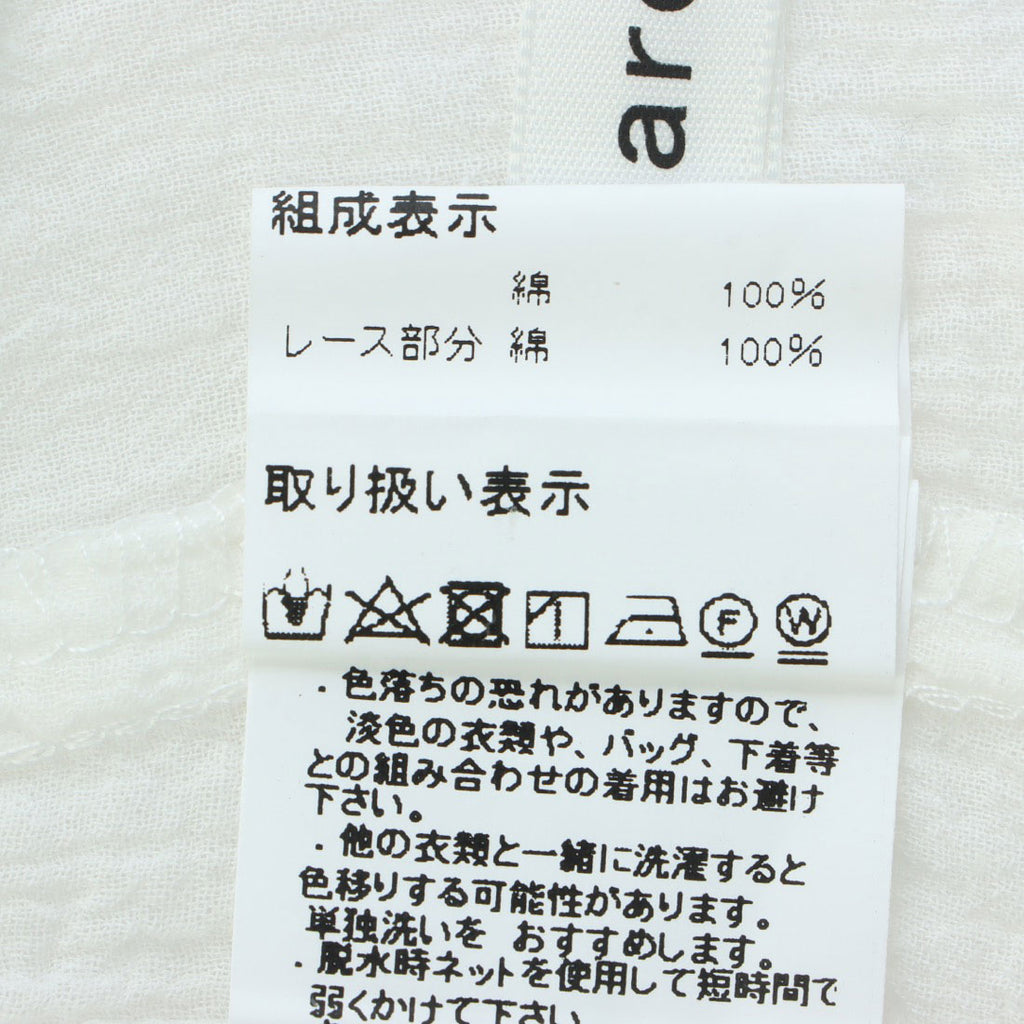 arc
組成表示
綿 100%
レース部分 綿 100%
取り扱い表示
F W
・色落ちの恐れがありますので、
淡色の衣類や、バッグ、下着等
との組み合わせの着用はお避け
下さい。
・他の衣類と一緒に洗濯すると
色移りする可能性があります。
単独洗いを おすすめします。
・脱水時ネットを使用して短時間で
弱くかけて下さい